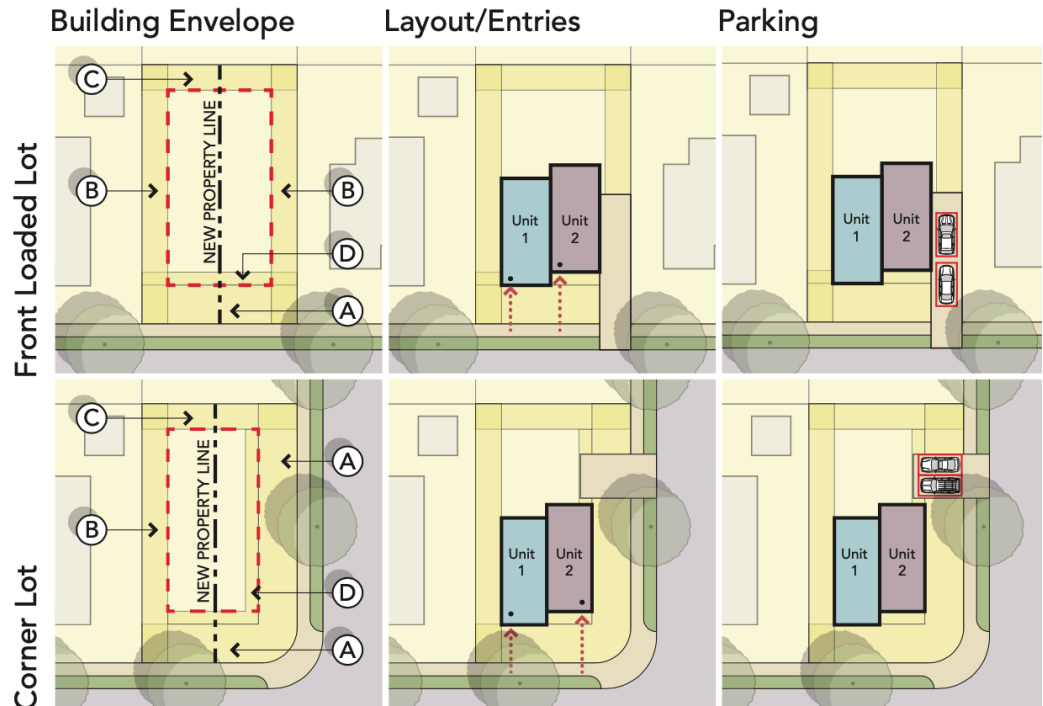 Building Envelope
Layout/Entries
Parking
Front Loaded Lot
C
B
NEW PROPERTY LINE
B
D
A
Unit
1
Unit
2
Unit
1
Unit
2
Corner Lot
C
B
NEW PROPERTY LINE
A
D
A
Unit
1
Unit
2
Unit
1
Unit
2